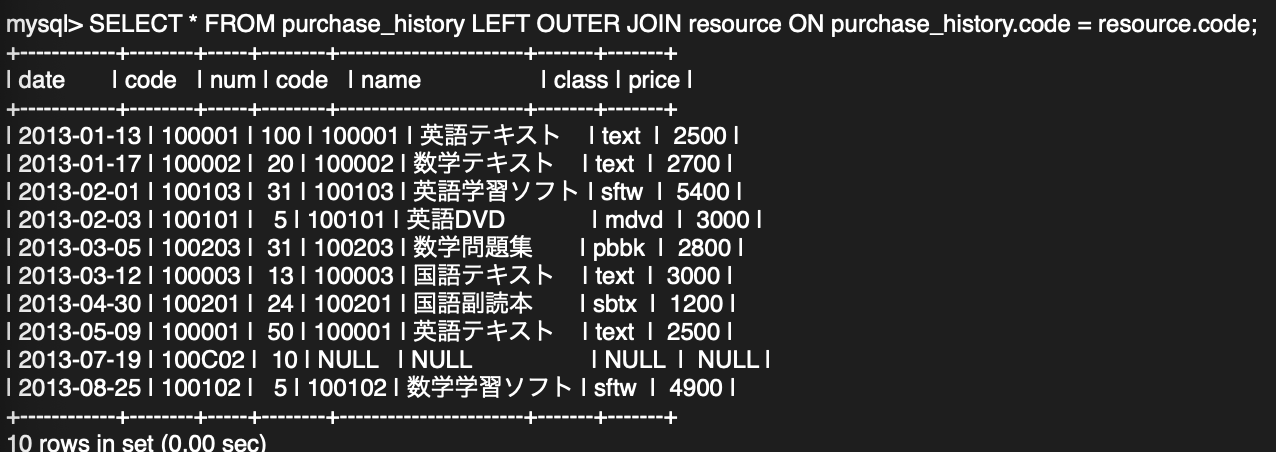 mysql> SELECT * FROM purchase_history LEFT OUTER JOIN resource ON purchase_history.code = resource.code;
+------------+--------+-----+--------+----------------------+-------+-------+
| date       | code   | num | code   | name                 | class | price |
+------------+--------+-----+--------+----------------------+-------+-------+
| 2013-01-13 | 100001 | 100 | 100001 | 英語テキスト     | text  |  2500 |
| 2013-01-17 | 100002 |  20 | 100002 | 数学テキスト     | text  |  2700 |
| 2013-02-01 | 100103 |  31 | 100103 | 英語学習ソフト | sftw  |  5400 |
| 2013-02-03 | 100101 |   5 | 100101 | 英語DVD              | mdvd  |  3000 |
| 2013-03-05 | 100203 |  31 | 100203 | 数学問題集        | pbbk  |  2800 |
| 2013-03-12 | 100003 |  13 | 100003 | 国語テキスト     | text  |  3000 |
| 2013-04-30 | 100201 |  24 | 100201 | 国語副読本        | sbtx  |  1200 |
| 2013-05-09 | 100001 |  50 | 100001 | 英語テキスト     | text  |  2500 |
| 2013-07-19 | 100C02 |  10 | NULL   | NULL                 | NULL  |  NULL |
| 2013-08-25 | 100102 |   5 | 100102 | 数学学習ソフト | sftw  |  4900 |
+------------+--------+-----+--------+----------------------+-------+-------+
10 rows in set (0.00 sec)